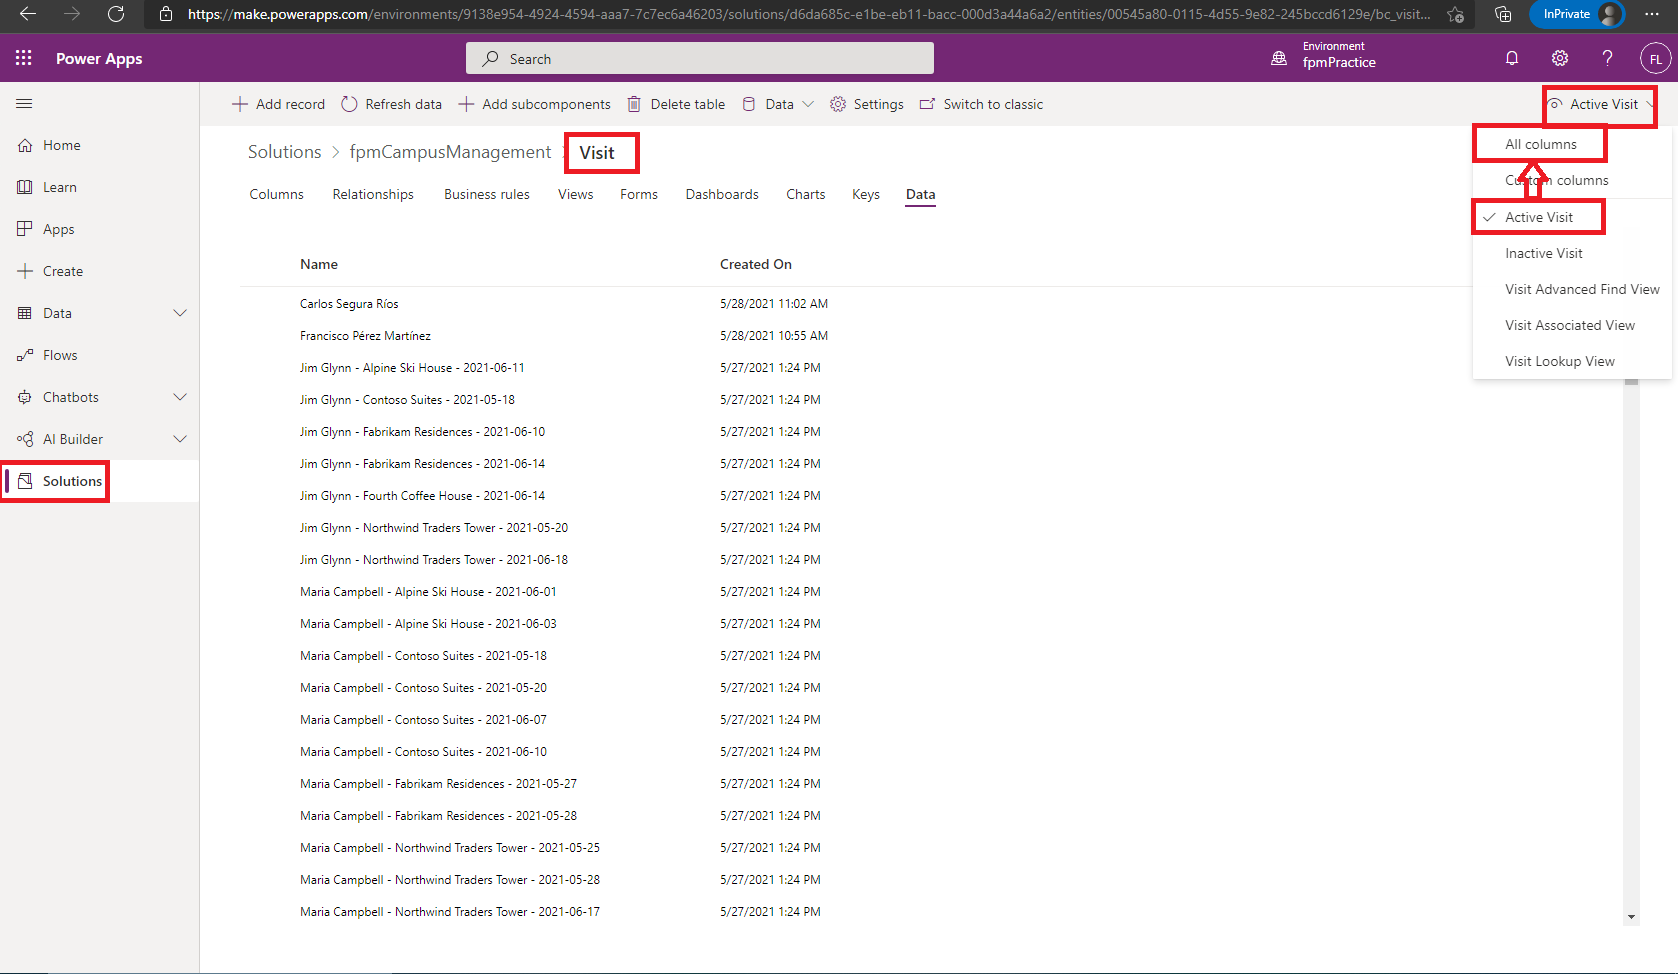 https://make.powerapps.com/environments/9138e954-4924-4594-aaa7-7c7ec6a46203/solutions/d6da685c-e1be-eb11-bacc-000d3a44a6a2/entities/00545a80-0115-4d55-9e82-245bccd6129e/bc_visit...
InPrivate
Power Apps
Search
Environment
fpmPractice
FL
Add record
Refresh data
Add subcomponents
Delete table
Data
Settings
Switch to classic
Active Visit
Home
Learn
Apps
Create
Data
Flows
Chatbots
AI Builder
Solutions
Solutions > fpmCampusManagement > Visit
Columns
Relationships
Business rules
Views
Forms
Dashboards
Charts
Keys
Data
All columns
Custom columns
Active Visit
Inactive Visit
Visit Advanced Find View
Visit Associated View
Visit Lookup View
Name Created On
Carlos Segura Ríos 5/28/2021 11:02 AM
Francisco Pérez Martínez 5/28/2021 10:55 AM
Jim Glynn - Alpine Ski House - 2021-06-11 5/27/2021 1:24 PM
Jim Glynn - Contoso Suites - 2021-05-18 5/27/2021 1:24 PM
Jim Glynn - Fabrikam Residences - 2021-06-10 5/27/2021 1:24 PM
Jim Glynn - Fabrikam Residences - 2021-06-14 5/27/2021 1:24 PM
Jim Glynn - Fourth Coffee House - 2021-06-14 5/27/2021 1:24 PM
Jim Glynn - Northwind Traders Tower - 2021-05-20 5/27/2021 1:24 PM
Jim Glynn - Northwind Traders Tower - 2021-06-18 5/27/2021 1:24 PM
Maria Campbell - Alpine Ski House - 2021-06-01 5/27/2021 1:24 PM
Maria Campbell - Alpine Ski House - 2021-06-03 5/27/2021 1:24 PM
Maria Campbell - Contoso Suites - 2021-05-18 5/27/2021 1:24 PM
Maria Campbell - Contoso Suites - 2021-05-20 5/27/2021 1:24 PM
Maria Campbell - Contoso Suites - 2021-06-07 5/27/2021 1:24 PM
Maria Campbell - Contoso Suites - 2021-06-10 5/27/2021 1:24 PM
Maria Campbell - Fabrikam Residences - 2021-05-27 5/27/2021 1:24 PM
Maria Campbell - Fabrikam Residences - 2021-05-28 5/27/2021 1:24 PM
Maria Campbell - Northwind Traders Tower - 2021-05-25 5/27/2021 1:24 PM
Maria Campbell - Northwind Traders Tower - 2021-05-28 5/27/2021 1:24 PM
Maria Campbell - Northwind Traders Tower - 2021-06-17 5/27/2021 1:24 PM